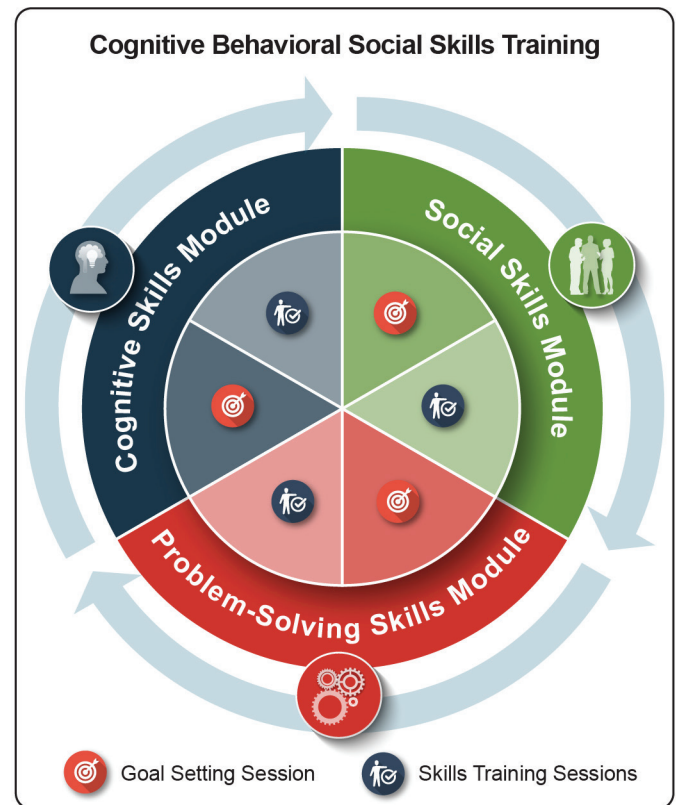 Cognitive Behavioral Social Skills Training
Cognitive Skills Module
Social Skills Module
Problem-Solving Skills Module
Goal Setting Session
Skills Training Sessions